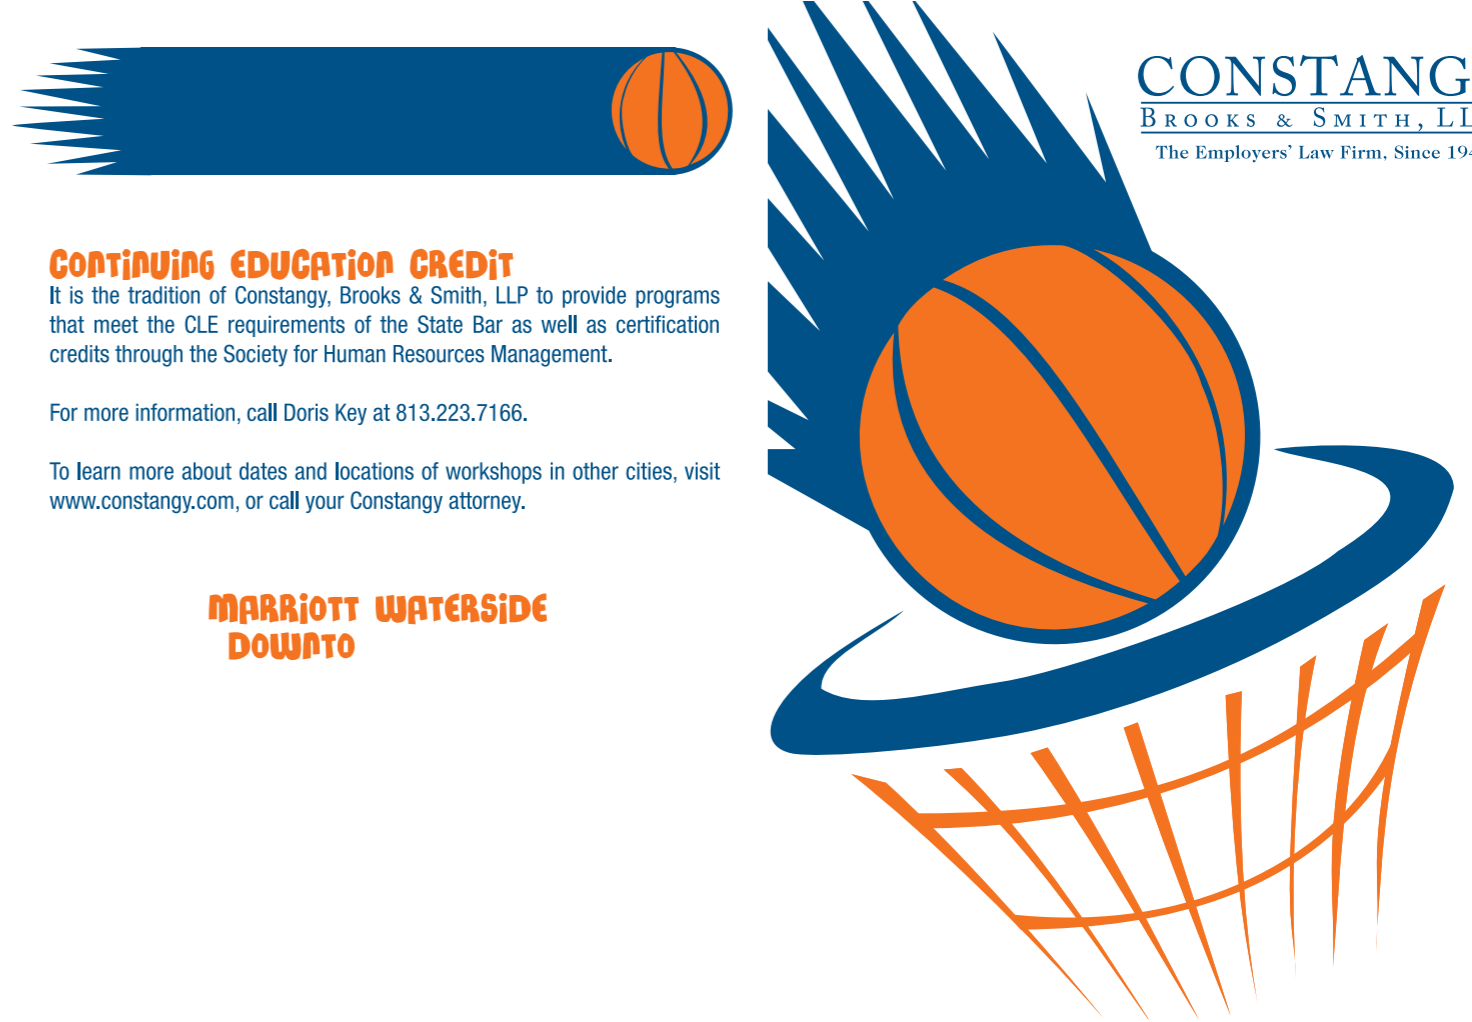 Continuing Education Credit
It is the tradition of Constangy, Brooks & Smith, LLP to provide programs
that meet the CLE requirements of the State Bar as well as certification
credits through the Society for Human Resources Management.
For more information, call Doris Key at 813.223.7166.
To learn more about dates and locations of workshops in other cities, visit
www.constangy.com, or call your Constangy attorney.
Marriott Waterside
Downto
CONSTANG
BROOKS & SMITH, LL
The Employers' Law Firm, Since 194